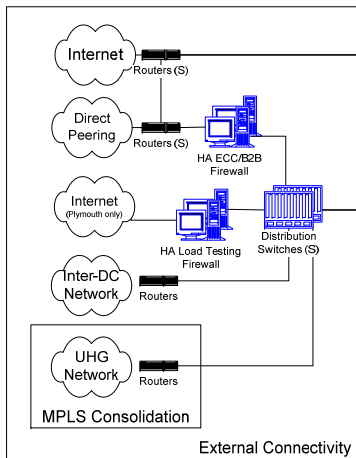 Internet
Routers (S)
Direct
Peering
Routers (S)
HA ECC/B2B
Firewall
Internet
(Plymouth only)
HA Load Testing
Firewall
Distribution
Switches (S)
Inter-DC
Network
Routers
UHG
Network
Routers
MPLS Consolidation
External Connectivity